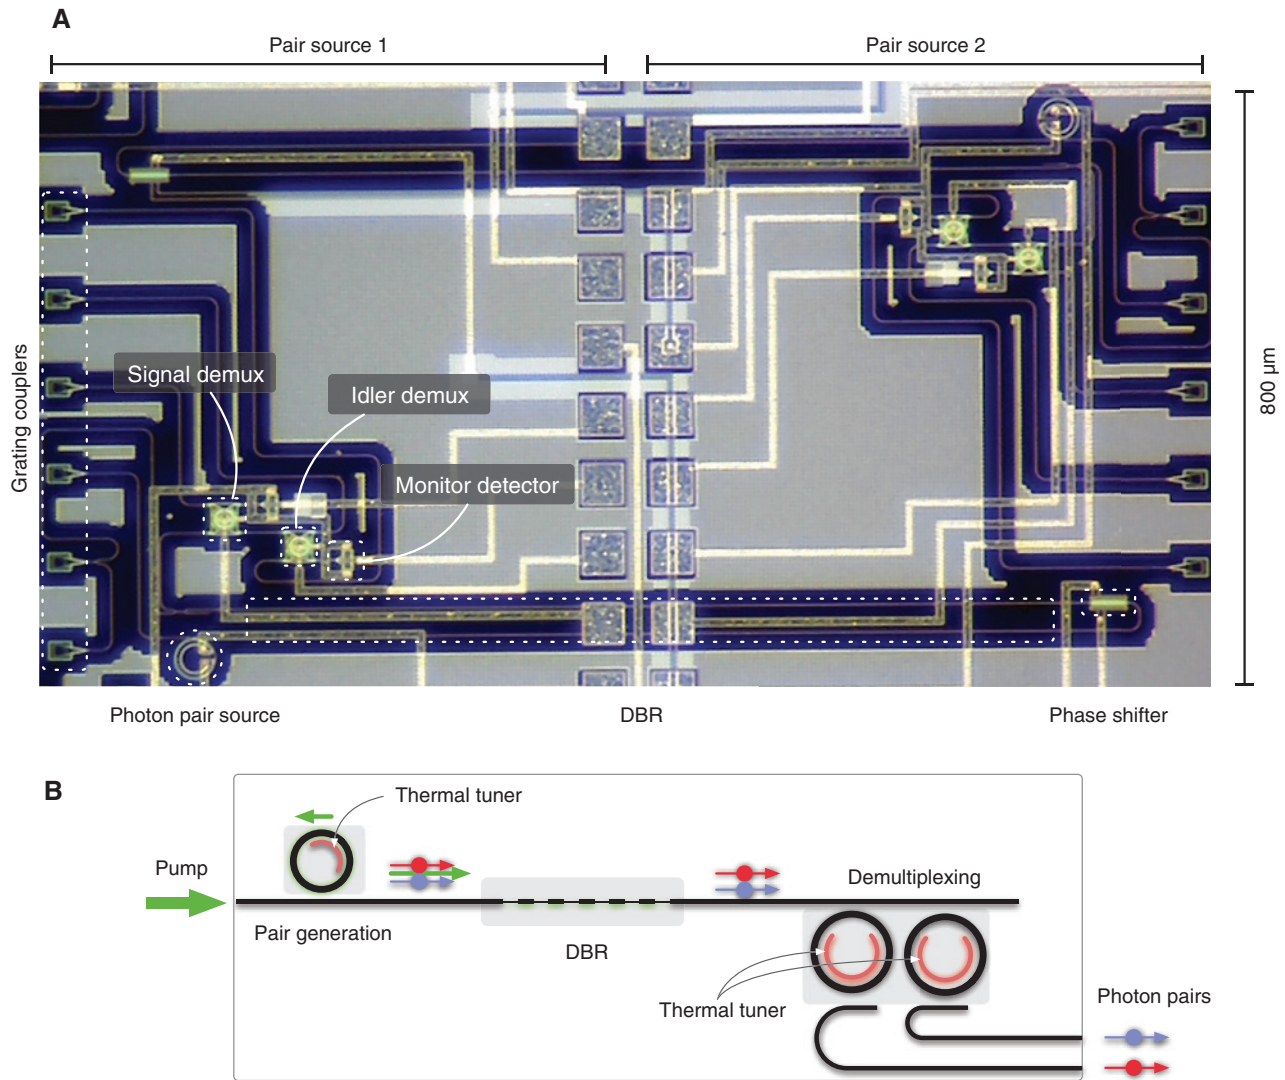 A
Pair source 1
Pair source 2
Grating couplers
Signal demux
Idler demux
Monitor detector
800 μm
Photon pair source
DBR
Phase shifter
B
Thermal tuner
Pump
Demultiplexing
Pair generation
DBR
Thermal tuner
Photon pairs